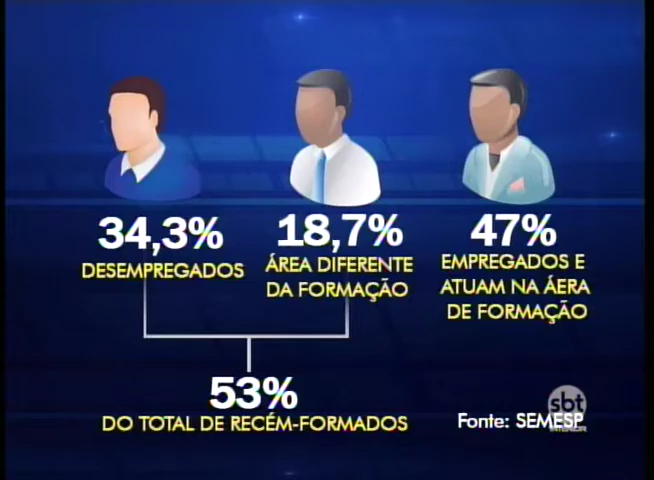 34,3%
DESEMPREGADOS
18,7%
ÁREA DIFERENTE
DA FORMAÇÃO
47%
EMPREGADOS E
ATUAM NA ÁERA
DE FORMAÇÃO
53%
DO TOTAL DE RECÉM-FORMADOS
sbt
INTERIOR
Fonte: SEMESP